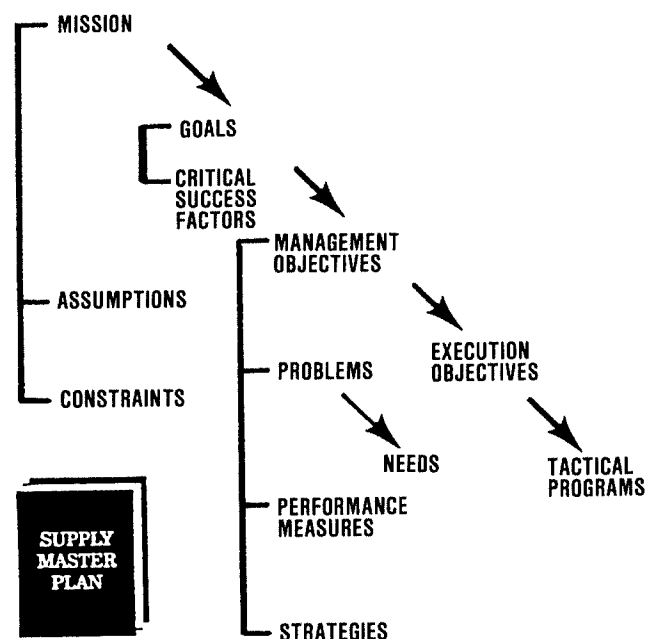 MISSION
GOALS
CRITICAL
SUCCESS
FACTORS
MANAGEMENT
OBJECTIVES
ASSUMPTIONS
EXECUTION
OBJECTIVES
PROBLEMS
CONSTRAINTS
NEEDS
TACTICAL
PROGRAMS
PERFORMANCE
MEASURES
SUPPLY
MASTER
PLAN
STRATEGIES